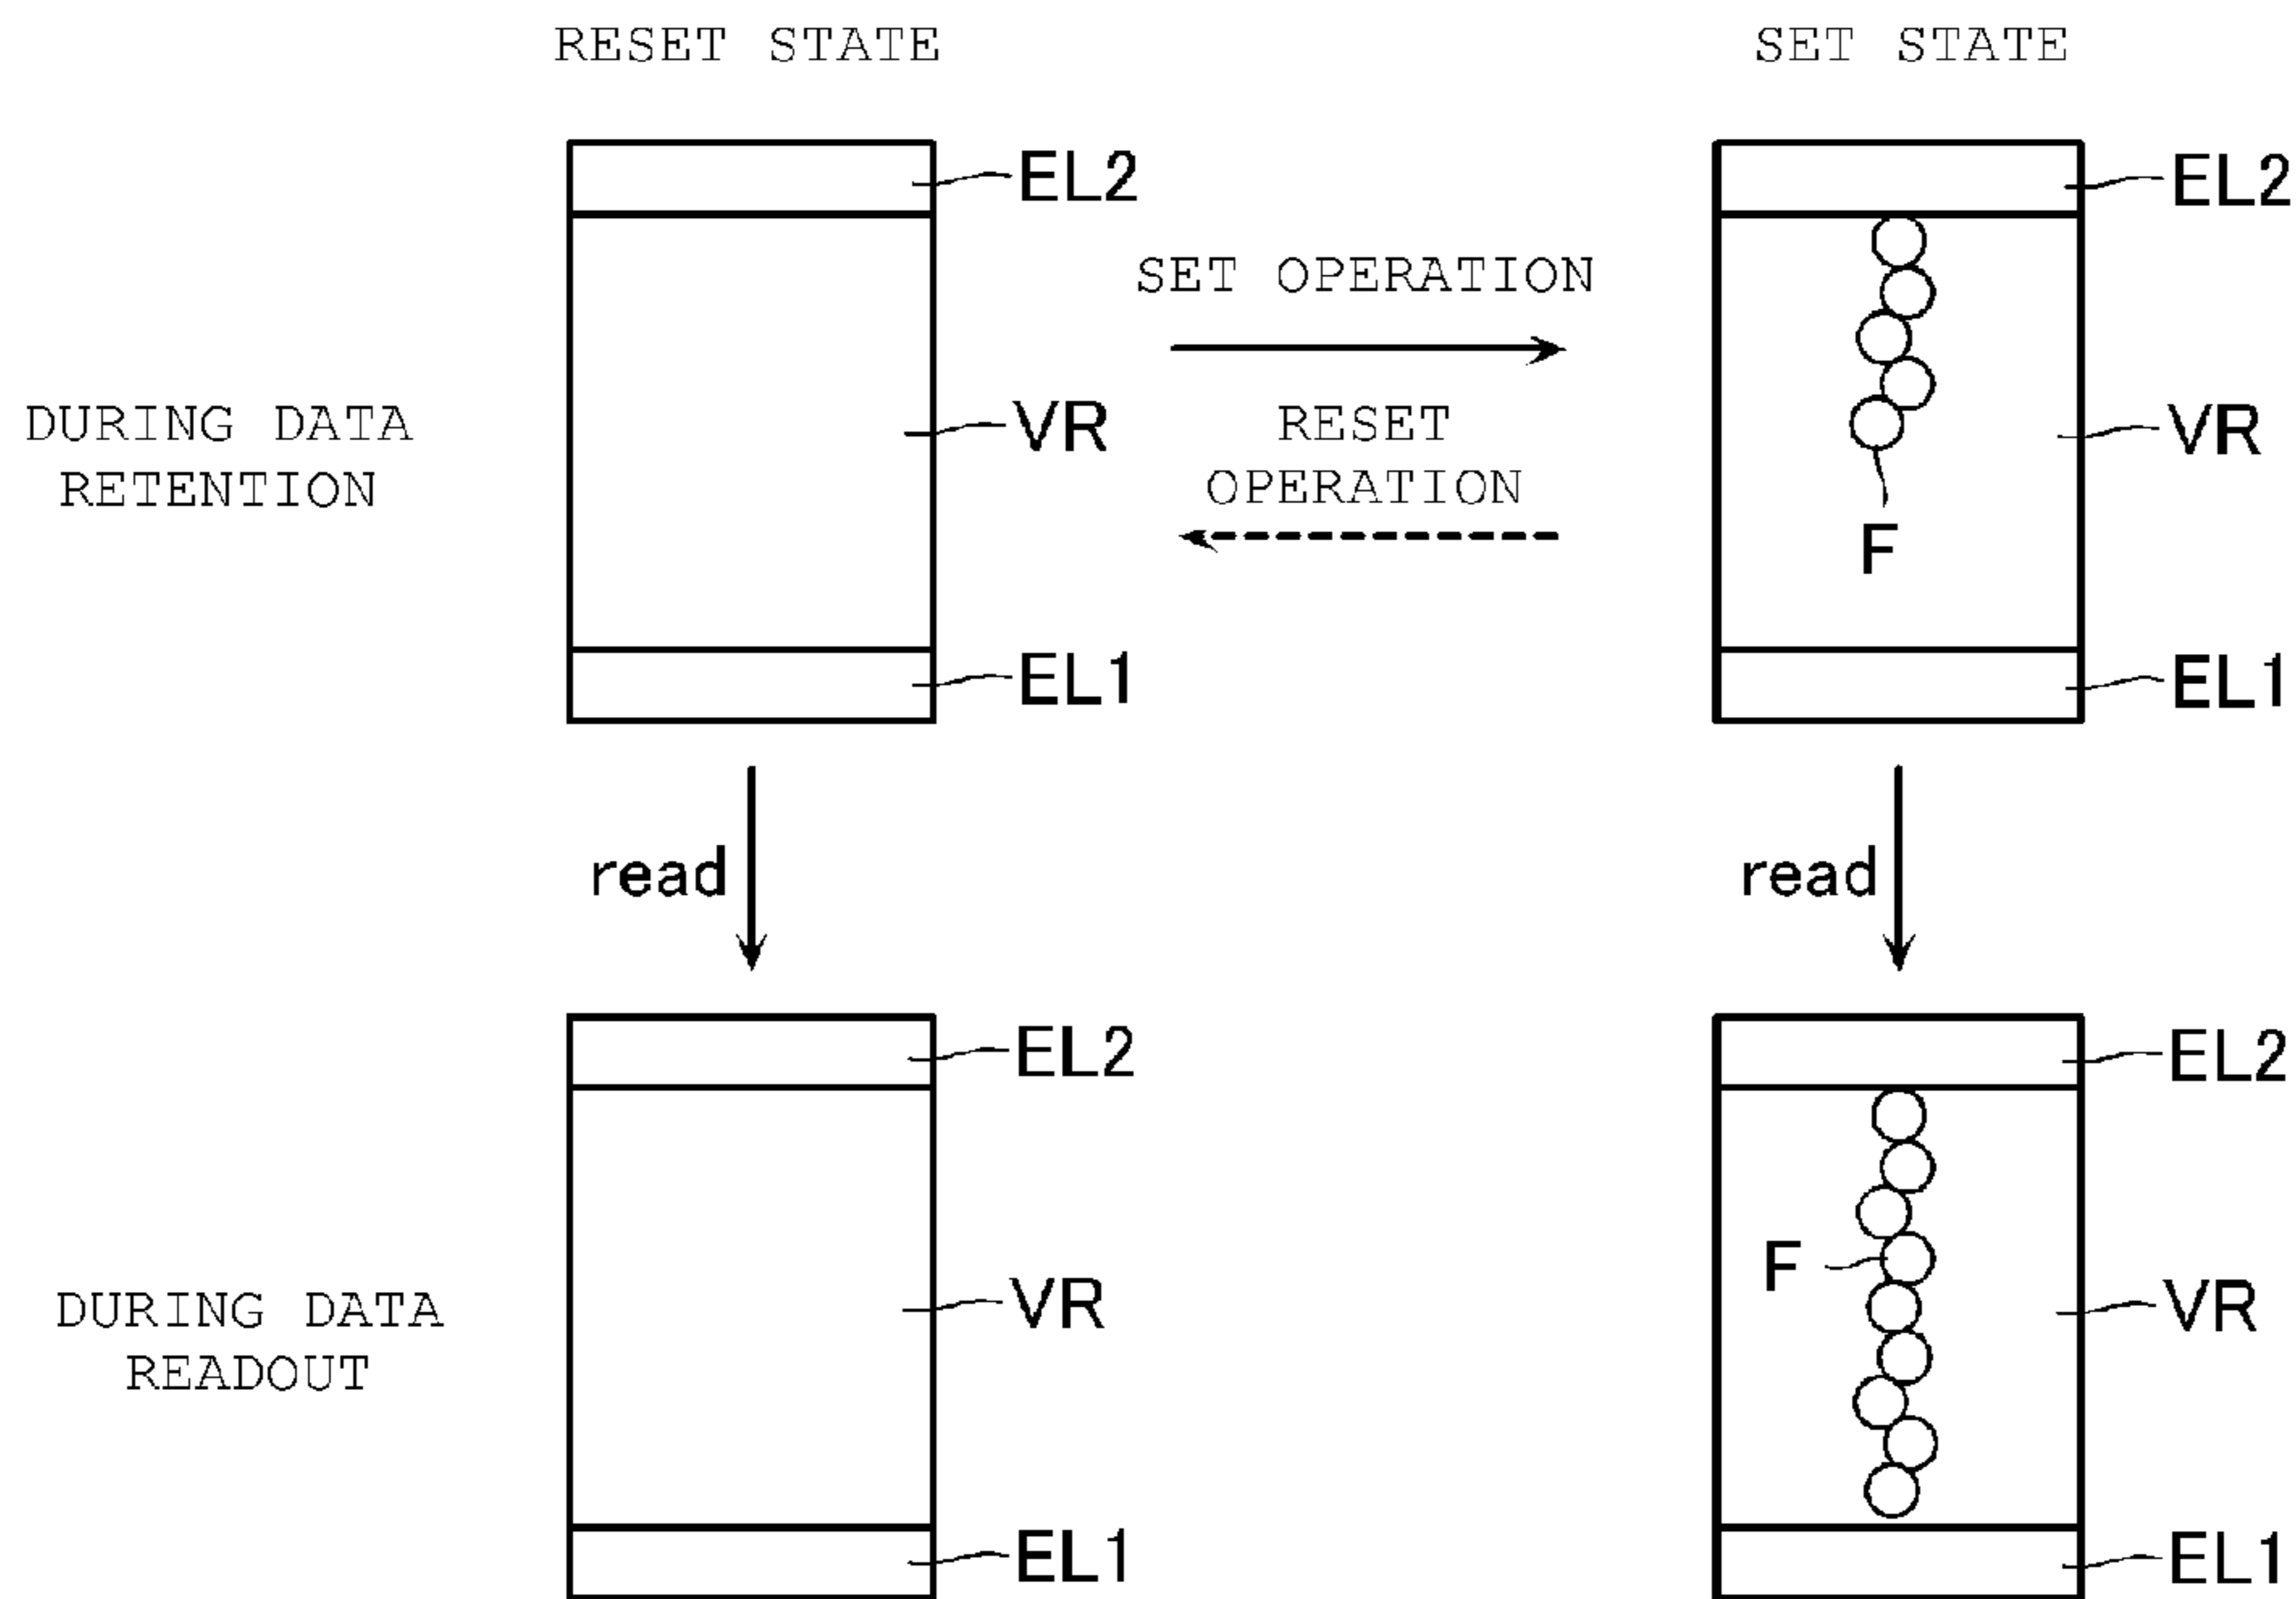 RESET STATE
SET STATE
EL2
EL2
SET OPERATION
DURING DATA
RETENTION
VR
RESET
OPERATION
VR
F
EL1
EL1
read
read
EL2
EL2
DURING DATA
READOUT
VR
F
VR
EL1
EL1